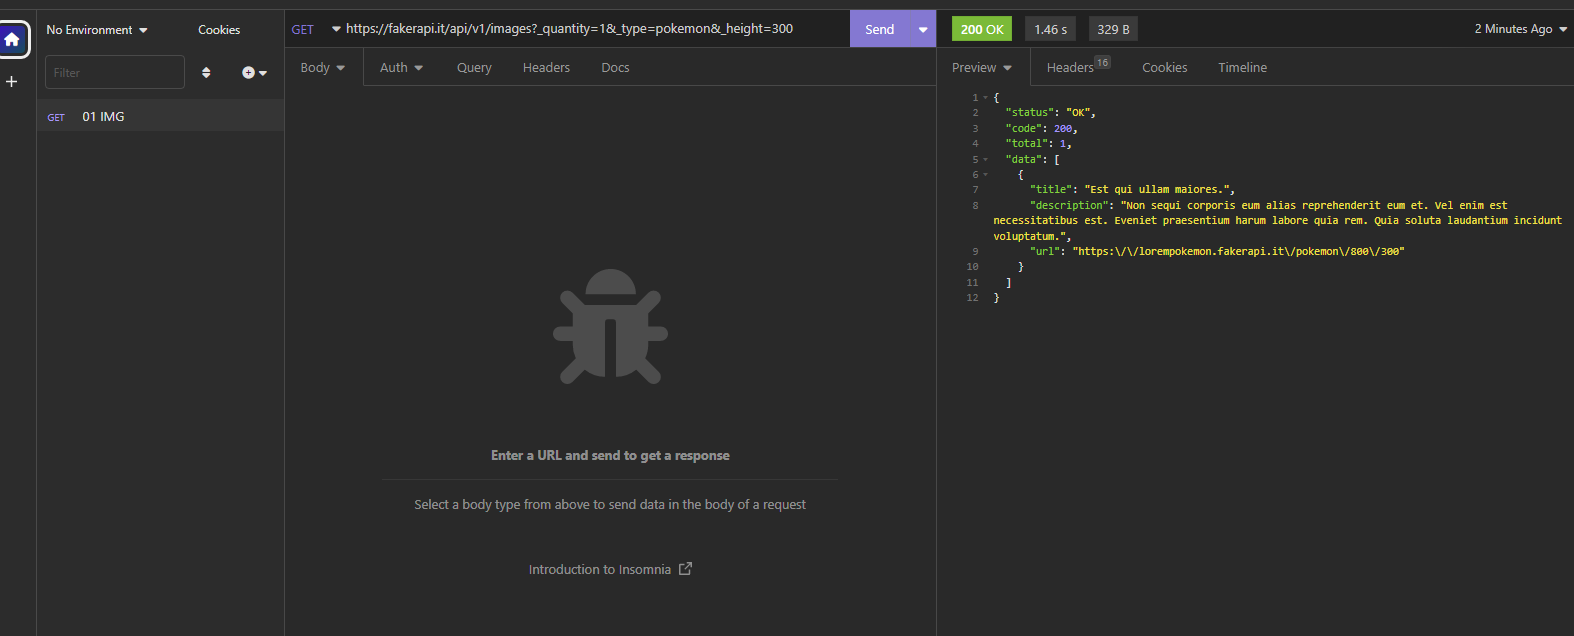 No Environment
Cookies
Filter
GET 01 IMG
GET https://fakerapi.it/api/v1/images?_quantity=1&_type=pokemon&_height=300
Send
Body
Auth
Query
Headers
Docs
Enter a URL and send to get a response
Select a body type from above to send data in the body of a request
Introduction to Insomnia
200 OK
1.46 s
329 B
2 Minutes Ago
Preview
Headers 16
Cookies
Timeline
1 {
2 "status": "OK",
3 "code": 200,
4 "total": 1,
5 "data": [
6 {
7 "title": "Est qui ullam maiores.",
8 "description": "Non sequi corporis eum alias reprehenderit eum et. Vel enim est
necessitatibus est. Eveniet praesentium harum labore quia rem. Quia soluta laudantium incidunt
voluptatum.",
9 "url": "https:\/\/lorempokemon.fakerapi.it\/pokemon\/800\/300"
10 }
11 ]
12 }